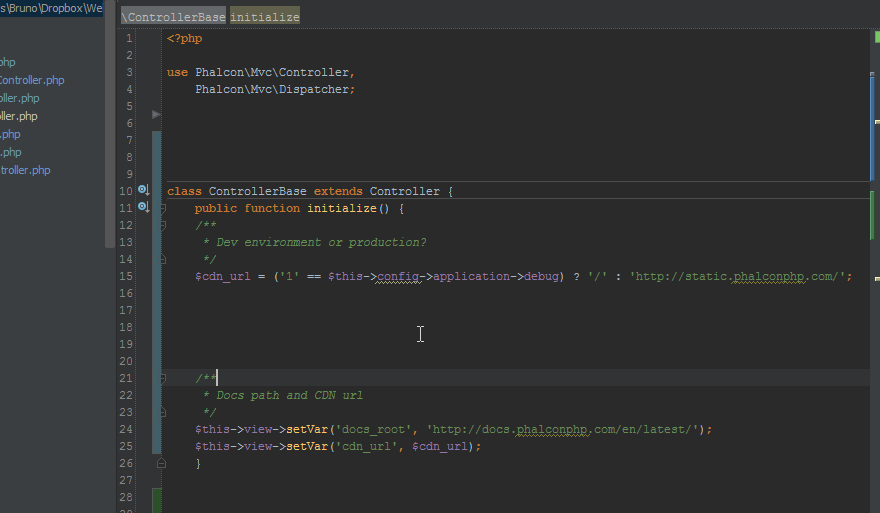 s\Bruno\Dropbox\We
\ControllerBase initialize
php
Controller.php
oller.php
ller.php
.php
.php
troller.php
1 <?php
2
3 use Phalcon\Mvc\Controller,
4 Phalcon\Mvc\Dispatcher;
5
6
7
8
9
10 class ControllerBase extends Controller {
11 public function initialize() {
12 /**
13 * Dev environment or production?
14 */
15 $cdn_url = ('1' == $this->config->application->debug) ? '/' : 'http://static.phalconphp.com/';
16
17
18
19
20
21 /**
22 * Docs path and CDN url
23 */
24 $this->view->setVar('docs_root', 'http://docs.phalconphp.com/en/latest/');
25 $this->view->setVar('cdn_url', $cdn_url);
26 }
27
28